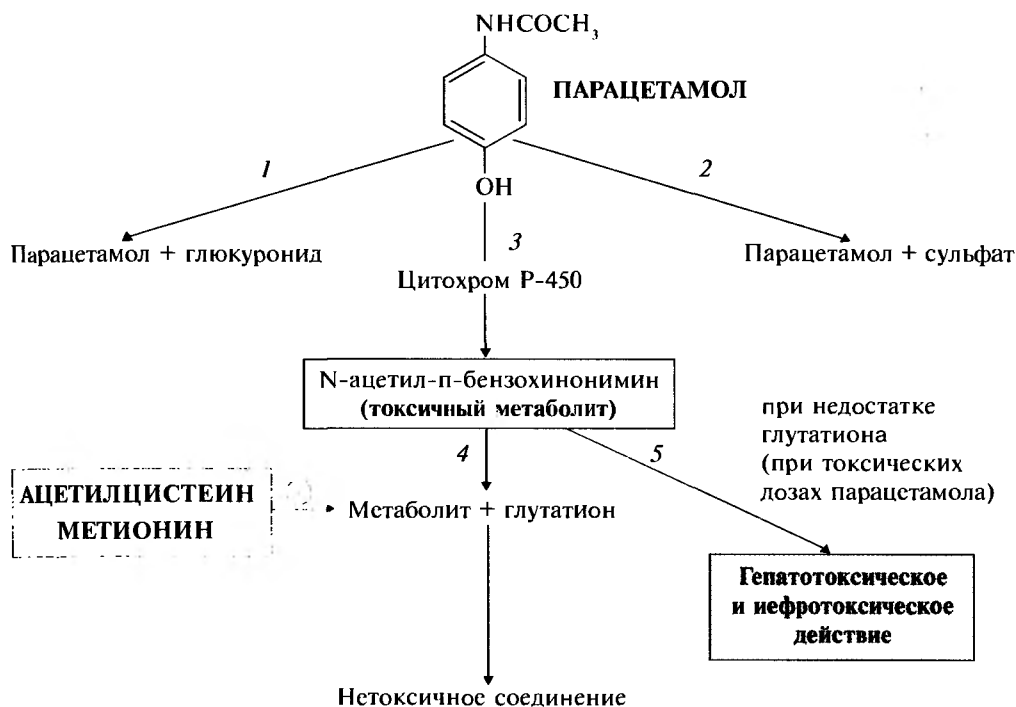 NHCOCH₃
ПАРАЦЕТАМОЛ
1
2
OH
3
Парацетамол + глюкуронид
Парацетамол + сульфат
Цитохром Р-450
N-ацетил-п-бензохинонимин
(токсичный метаболит)
при недостатке
глутатиона
(при токсических
дозах парацетамола)
4
5
АЦЕТИЛЦИСТЕИН
МЕТИОНИН
Метаболит + глутатион
Гепатотоксическое
и иефротоксическое
действие
Нетоксичное соединение